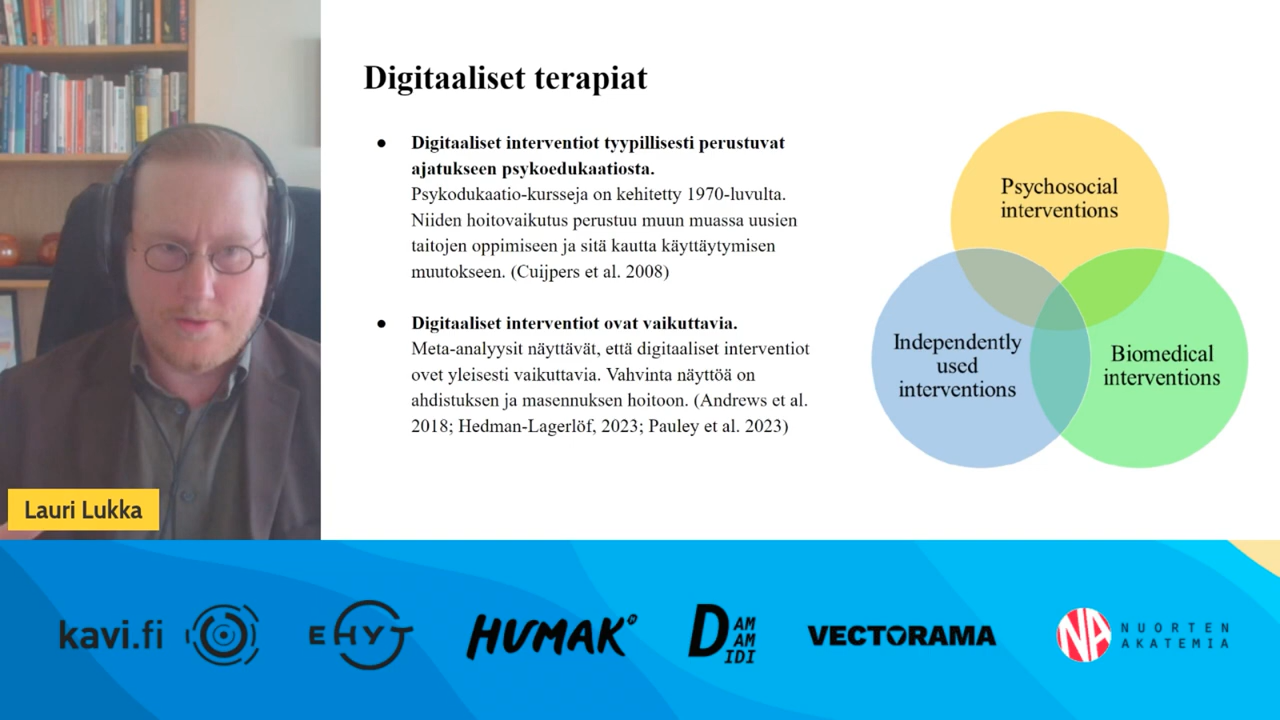 Digitaaliset terapiat
● Digitaaliset interventiot tyypillisesti perustuvat
ajatukseen psykoedukaatiosta.
Psykodukaatio-kursseja on kehitetty 1970-luvulta.
Niiden hoitovaikutus perustuu muun muassa uusien
taitojen oppimiseen ja sitä kautta käyttäytymisen
muutokseen. (Cuijpers et al. 2008)
● Digitaaliset interventiot ovat vaikuttavia.
Meta-analyysit näyttävät, että digitaaliset interventiot
ovet yleisesti vaikuttavia. Vahvinta näyttöä on
ahdistuksen ja masennuksen hoitoon. (Andrews et al.
2018; Hedman-Lagerlöf, 2023; Pauley et al. 2023)
Psychosocial
interventions
Independently
used
interventions
Biomedical
interventions
Lauri Lukka
kavi.fi
EHYT
HUMAK
DAM
AM
IDI
VECTORAMA
NA
NUORTEN
AKATEMIA